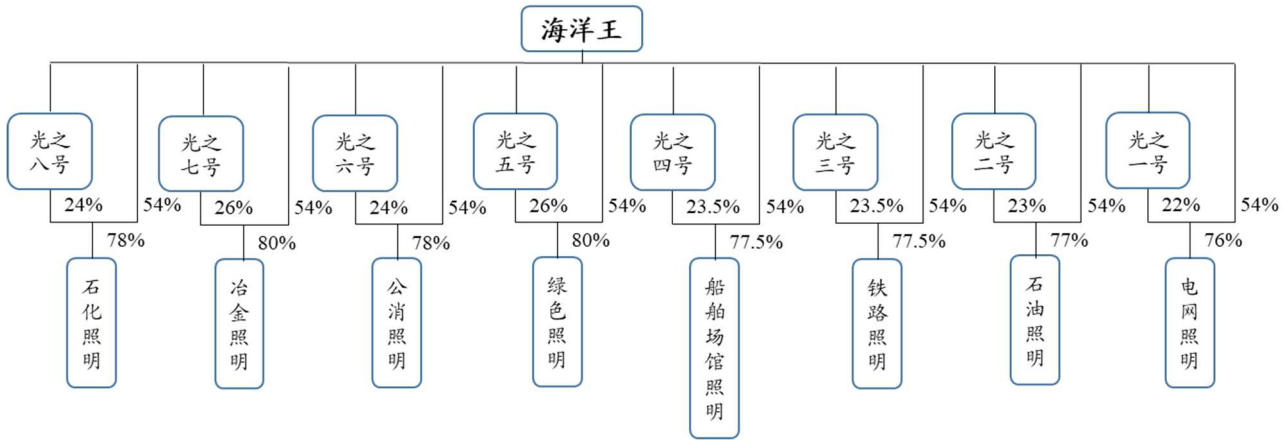 海洋王
光之
八号
光之
七号
光之
六号
光之
五号
光之
四号
光之
三号
光之
二号
光之
一号
24% 54% 26% 54% 24% 54% 26% 54% 23.5% 54% 23.5% 54% 23% 54% 22% 54%
78% 80% 78% 80% 77.5% 77.5% 77% 76%
石化照明
冶金照明
公消照明
绿色照明
船舶场馆照明
铁路照明
石油照明
电网照明